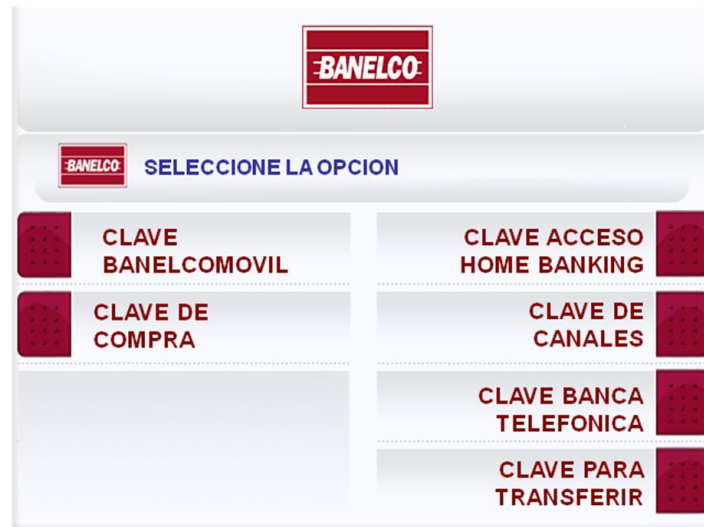 BANELCO
BANELCO SELECCIONE LA OPCION
CLAVE
BANELCOMOVIL
CLAVE DE
COMPRA
CLAVE ACCESO
HOME BANKING
CLAVE DE
CANALES
CLAVE BANCA
TELEFONICA
CLAVE PARA
TRANSFERIR